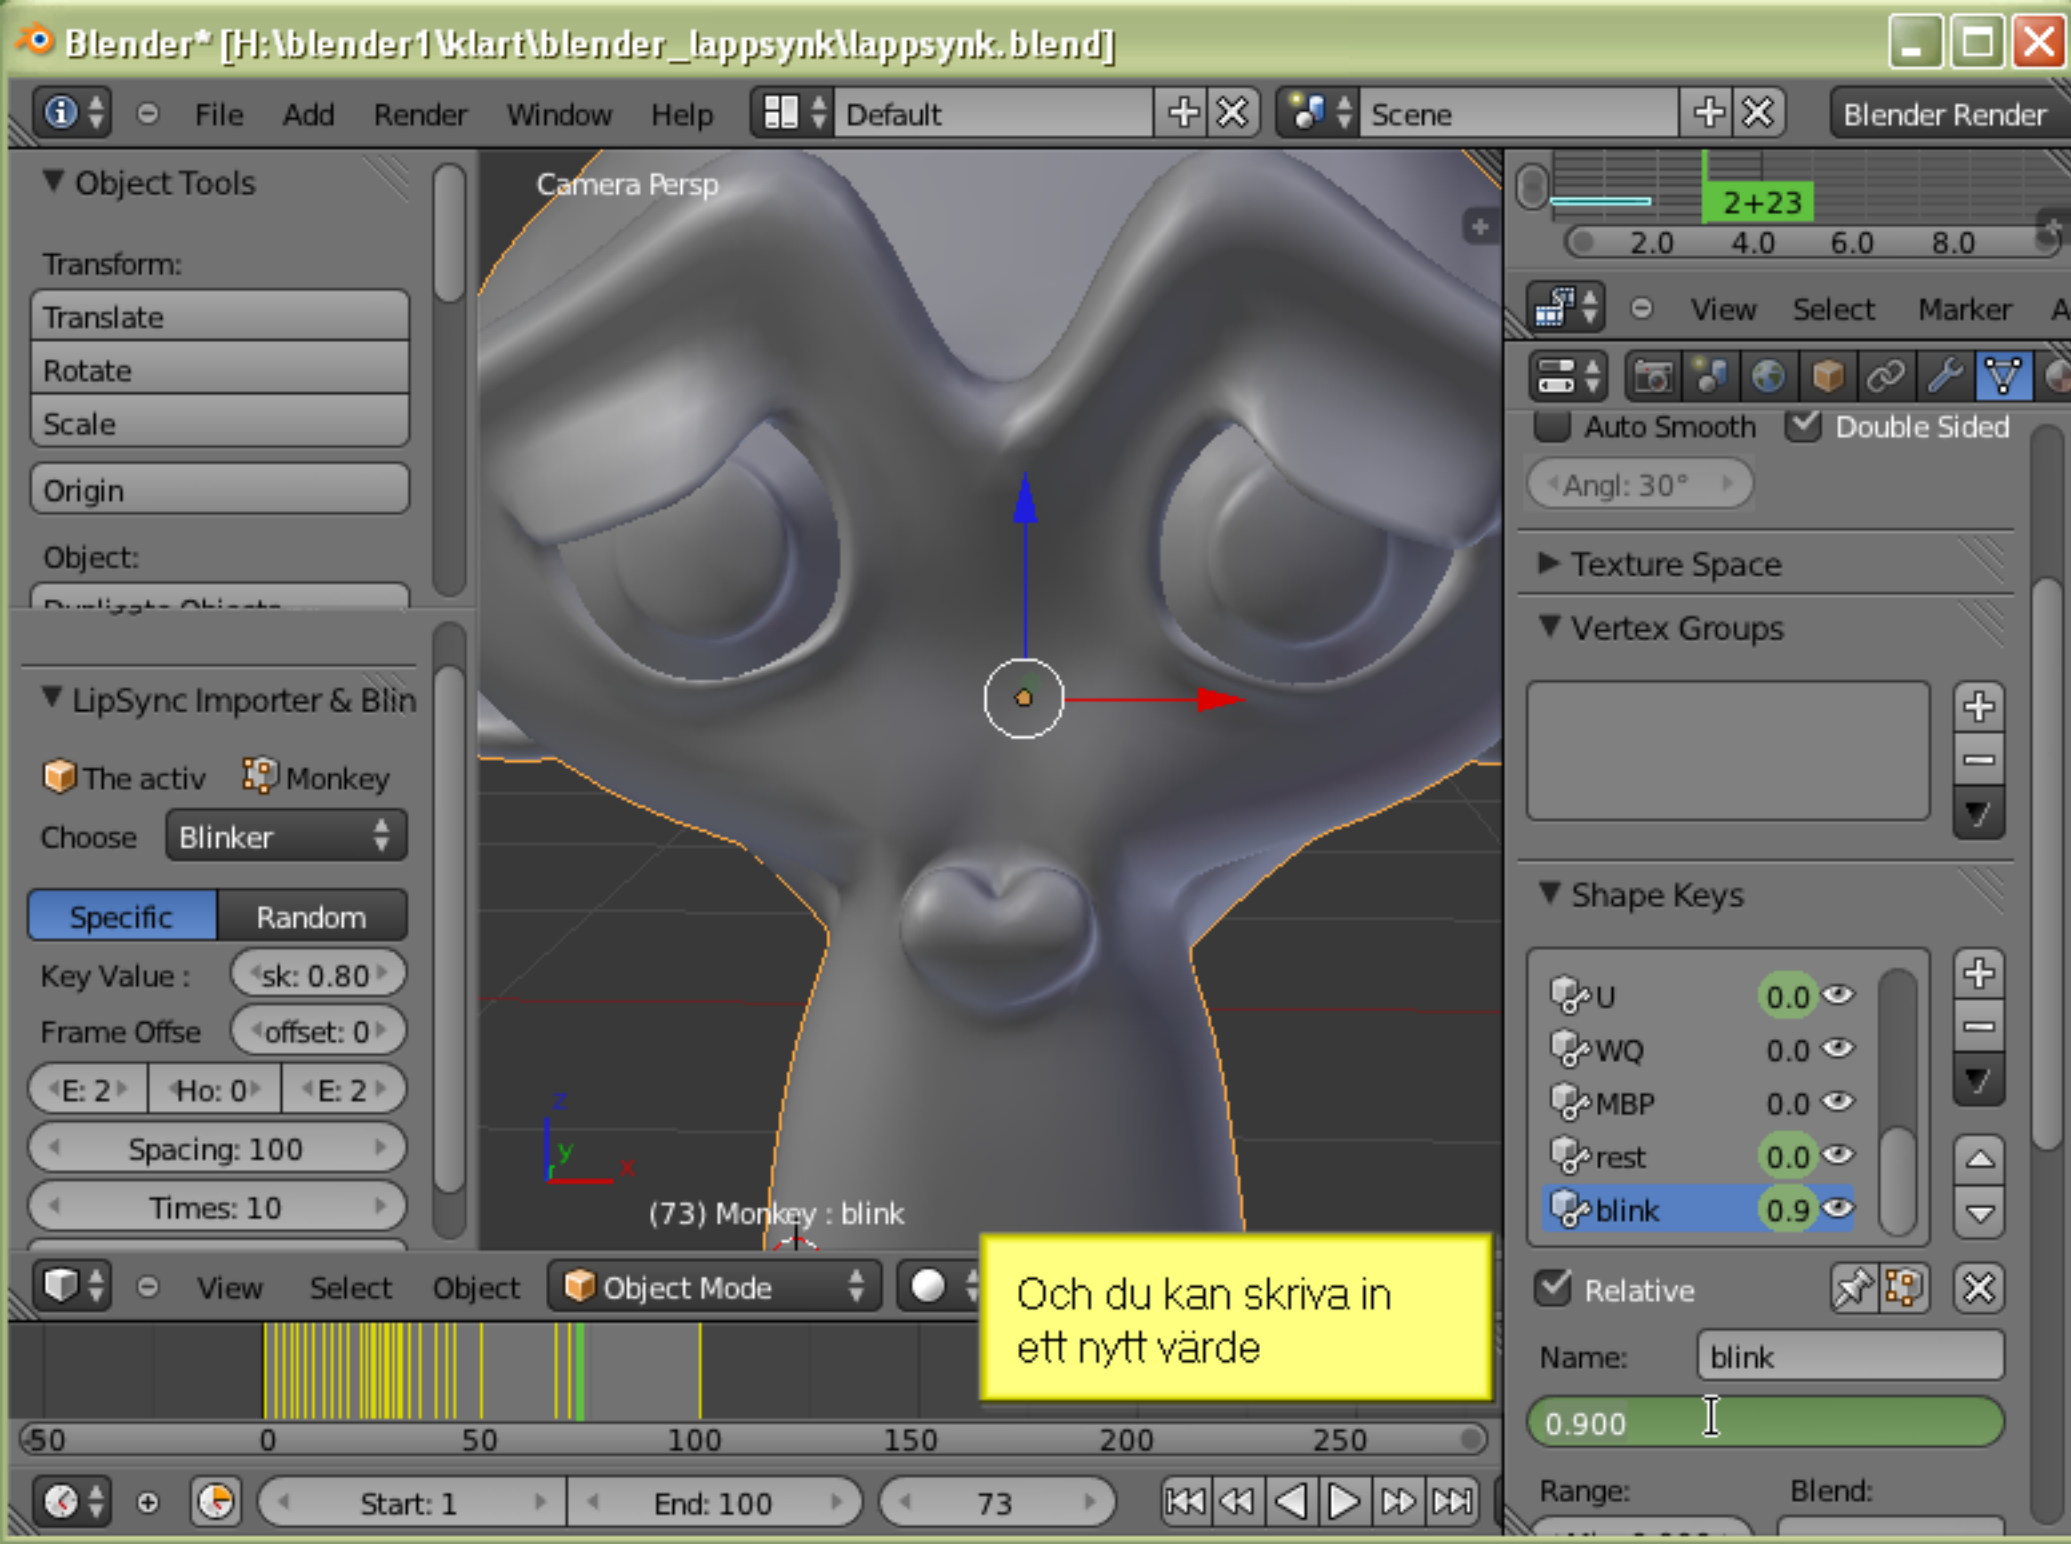 Blender* [H:\blender1\klart\blender_lappsynk\lappsynk.blend]
File Add Render Window Help Default Scene Blender Render
Object Tools
Transform:
Translate
Rotate
Scale
Origin
Object:
Duplicate Objects
LipSync Importer & Blin
The activ Monkey
Choose Blinker
Specific Random
Key Value : sk: 0.80
Frame Offse offset: 0
E: 2 Ho: 0 E: 2
Spacing: 100
Times: 10
Camera Persp
z
y
x
(73) Monkey : blink
View Select Object Object Mode
Och du kan skriva in
ett nytt värde
-50 0 50 100 150 200 250
Start: 1 End: 100 73
2+23
2.0 4.0 6.0 8.0
View Select Marker A
Auto Smooth Double Sided
Angl: 30°
Texture Space
Vertex Groups
Shape Keys
U 0.0
WQ 0.0
MBP 0.0
rest 0.0
blink 0.9
Relative
Name: blink
0.900
Range: Blend: